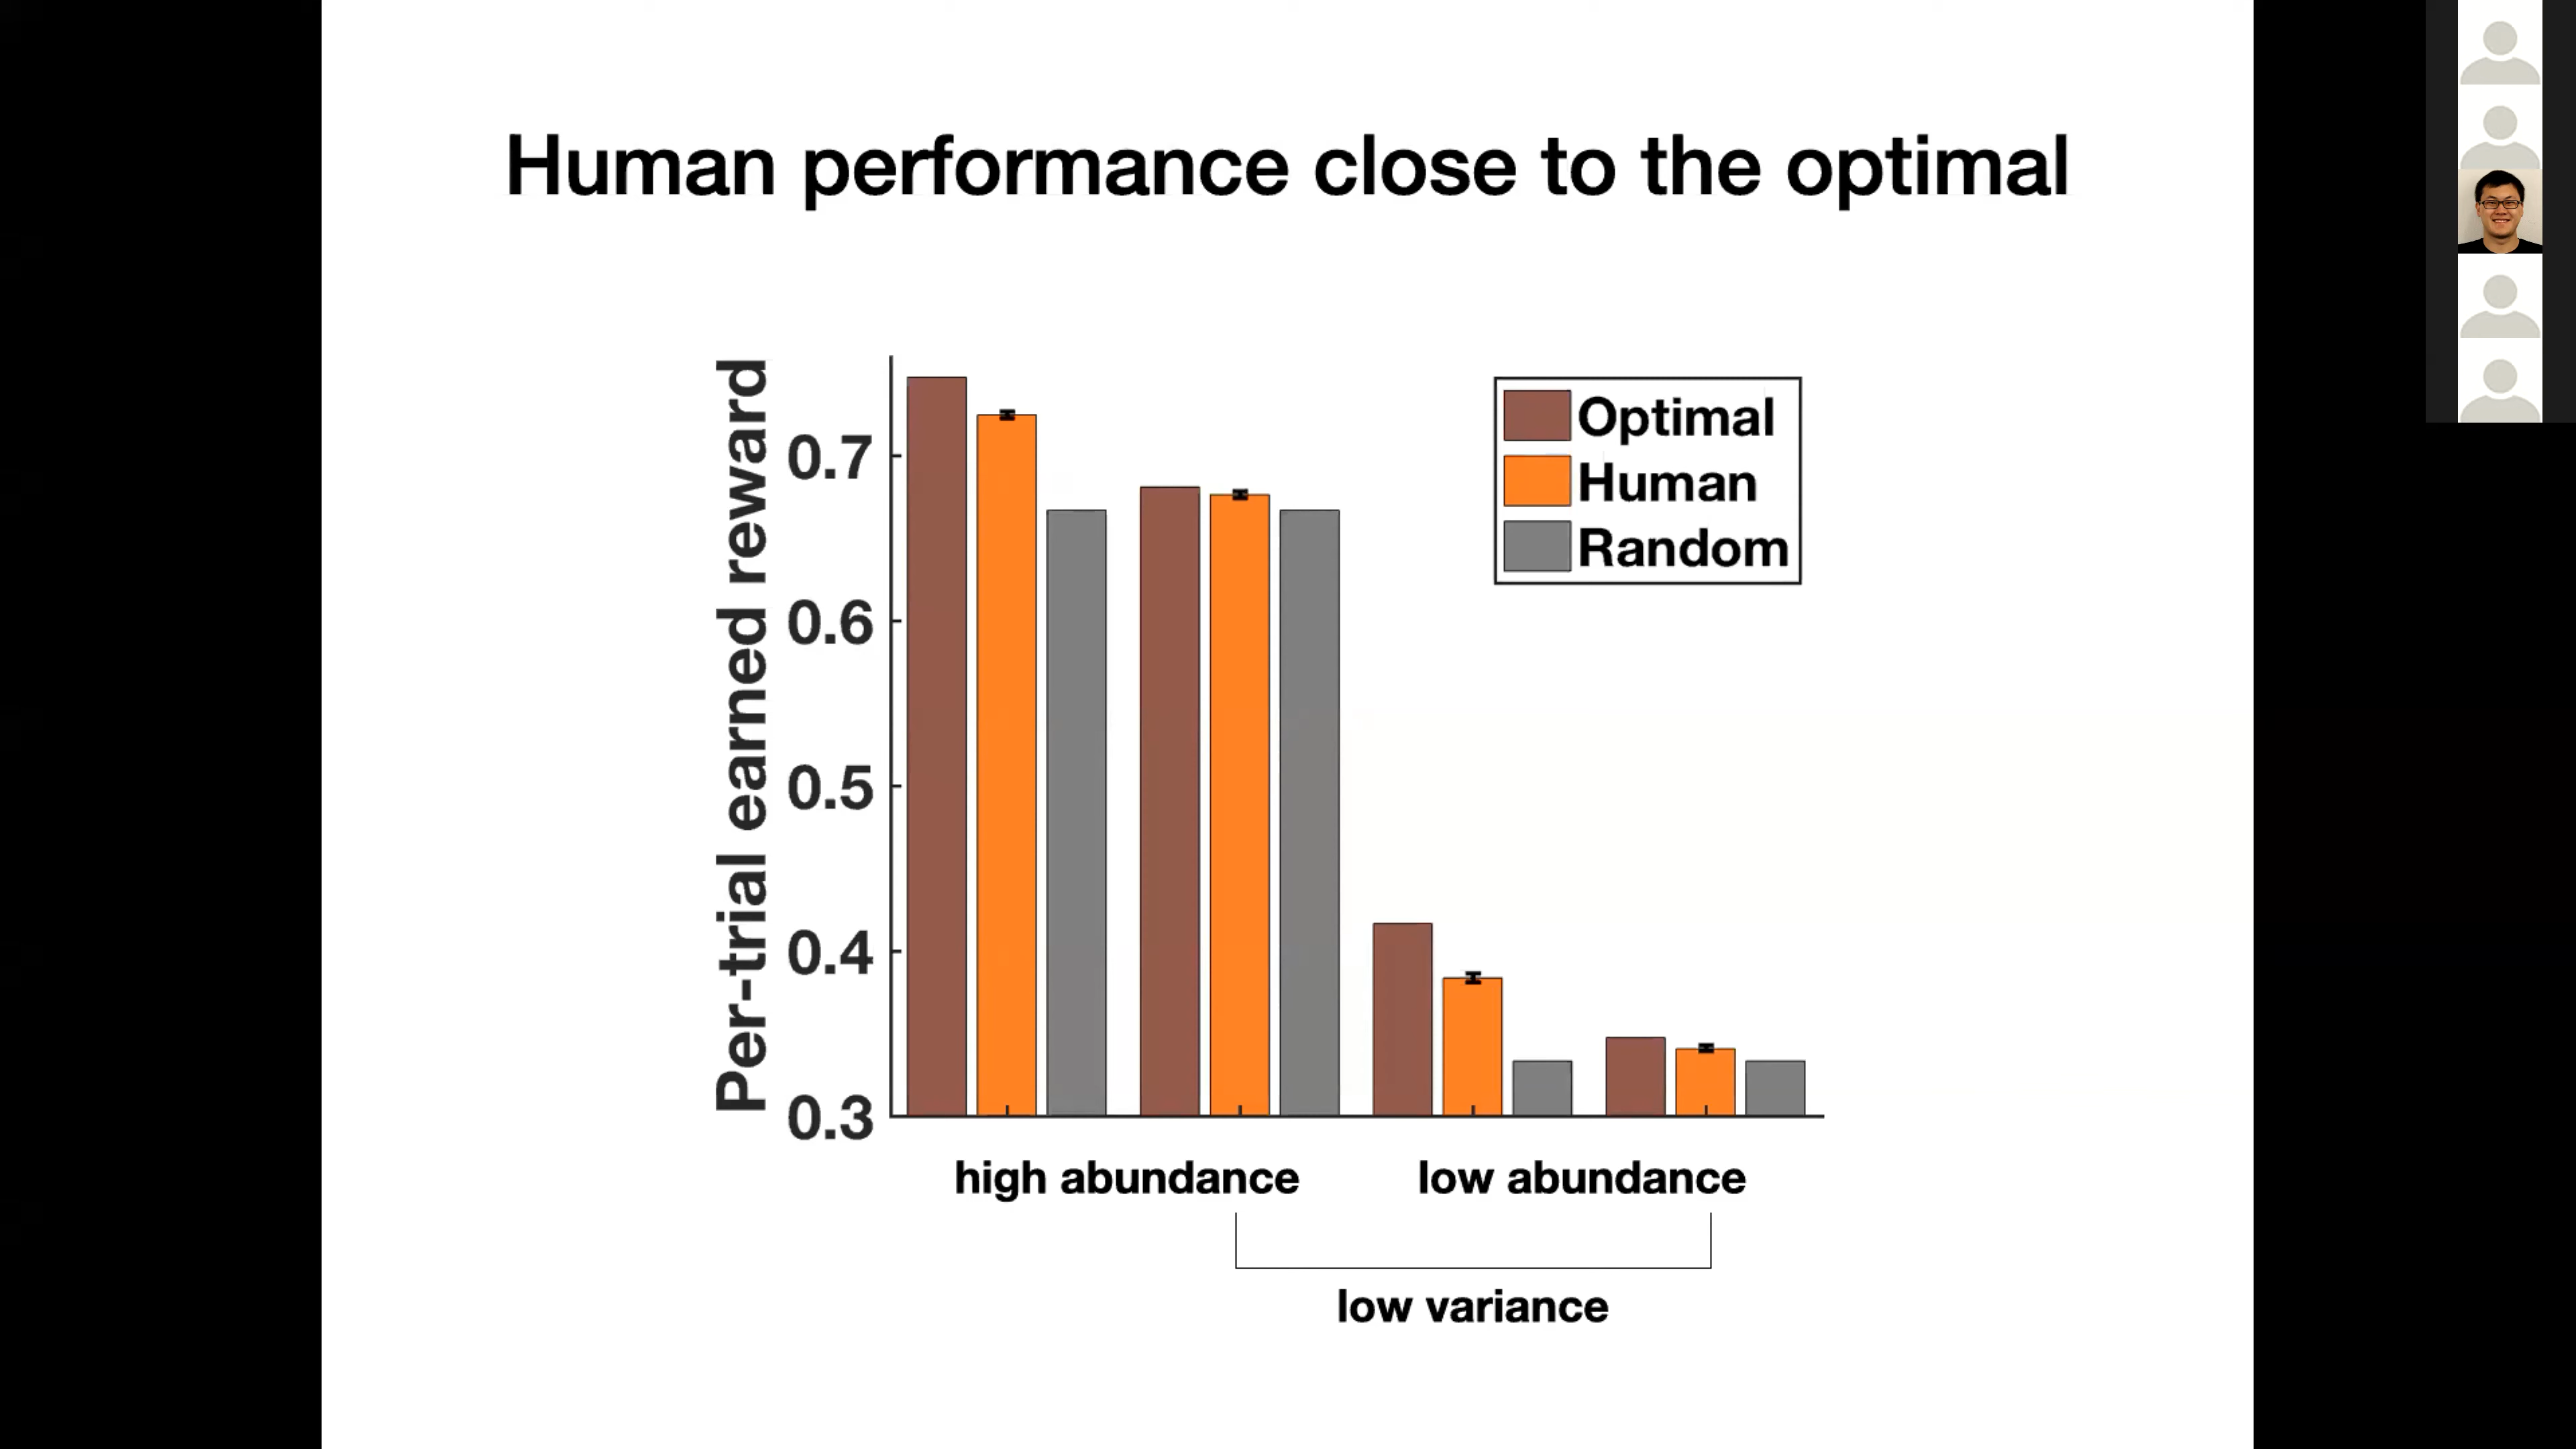 Human performance close to the optimal
Per-trial earned reward
0.7
0.6
0.5
0.4
0.3
Optimal
Human
Random
high abundance
low abundance
low variance